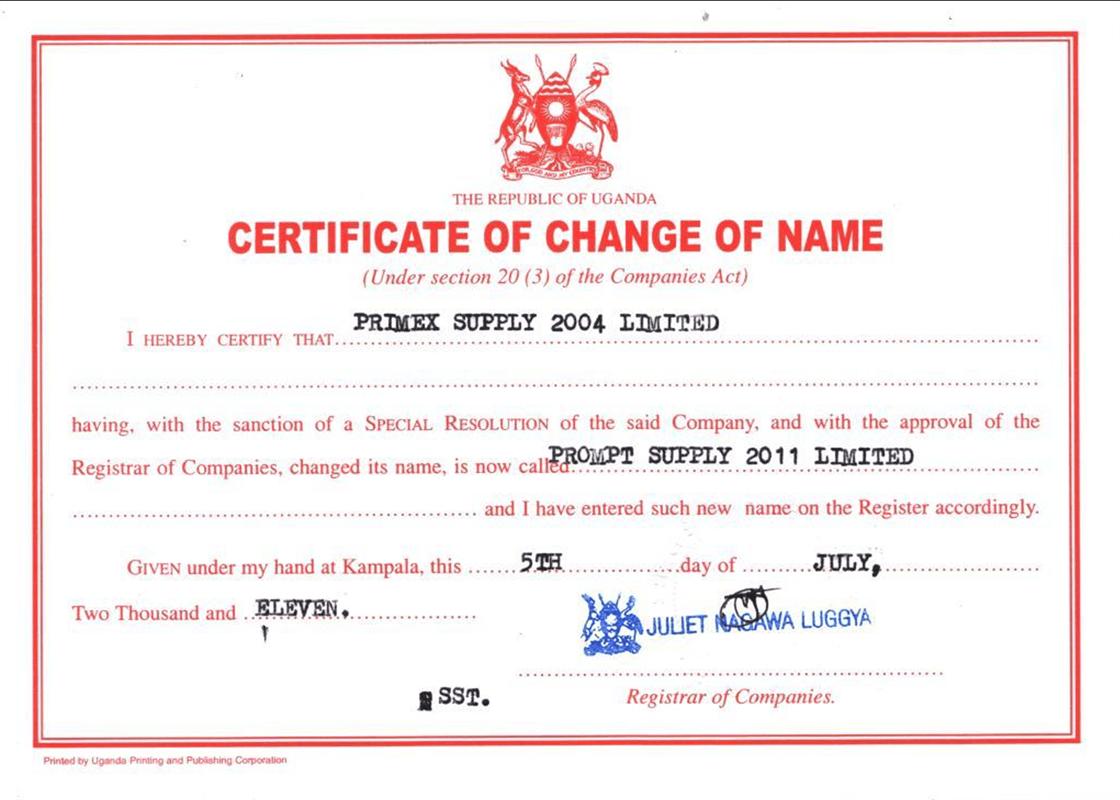 FOR GOD AND MY COUNTRY
THE REPUBLIC OF UGANDA
CERTIFICATE OF CHANGE OF NAME
(Under section 20 (3) of the Companies Act)
I HEREBY CERTIFY THAT PRIMEX SUPPLY 2004 LIMITED
having, with the sanction of a SPECIAL RESOLUTION of the said Company, and with the approval of the
Registrar of Companies, changed its name, is now called PROMPT SUPPLY 2011 LIMITED
and I have entered such new name on the Register accordingly.
GIVEN under my hand at Kampala, this 5TH day of JULY,
Two Thousand and ELEVEN.
JULIET NAGAWA LUGGYA
SST.
Registrar of Companies.
Printed by Uganda Printing and Publishing Corporation